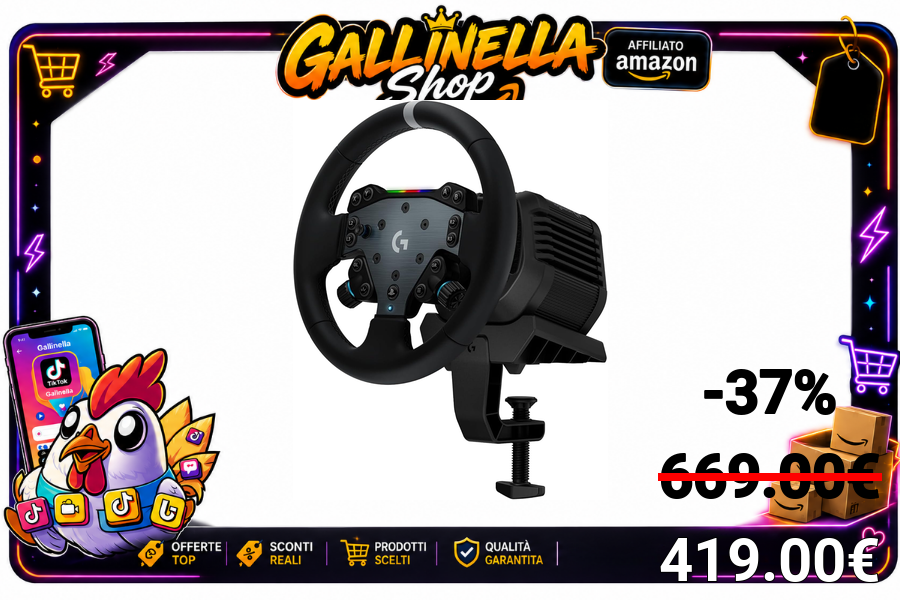 GALLINELLA
Shop
AFFILIATO
amazon
Gallinella
TikTok
Gallinella
-37%
669.00€
419.00€
OFFERTE
TOP
SCONTI
REALI
PRODOTTI
SCELTI
QUALITÀ
GARANTITA